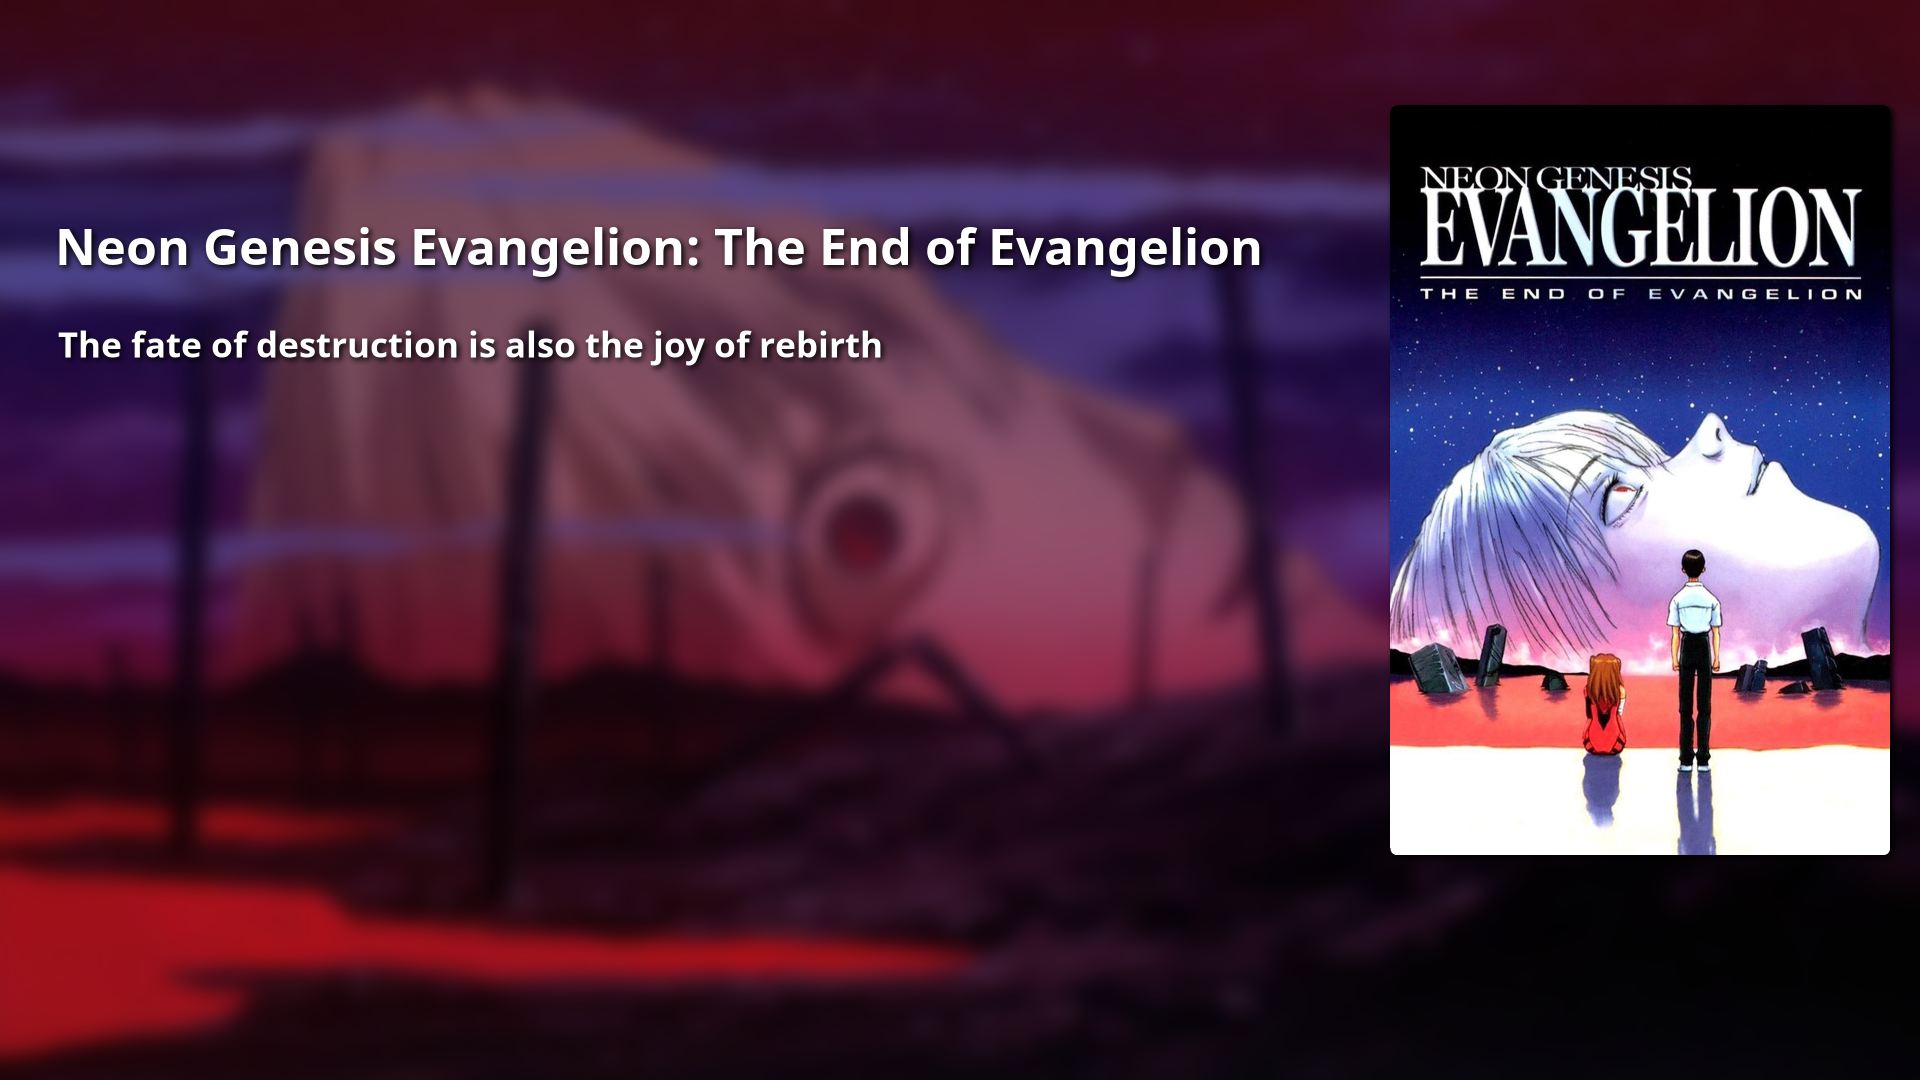 Neon Genesis Evangelion: The End of Evangelion
The fate of destruction is also the joy of rebirth
NEON GENESIS
EVANGELION
THE END OF EVANGELION